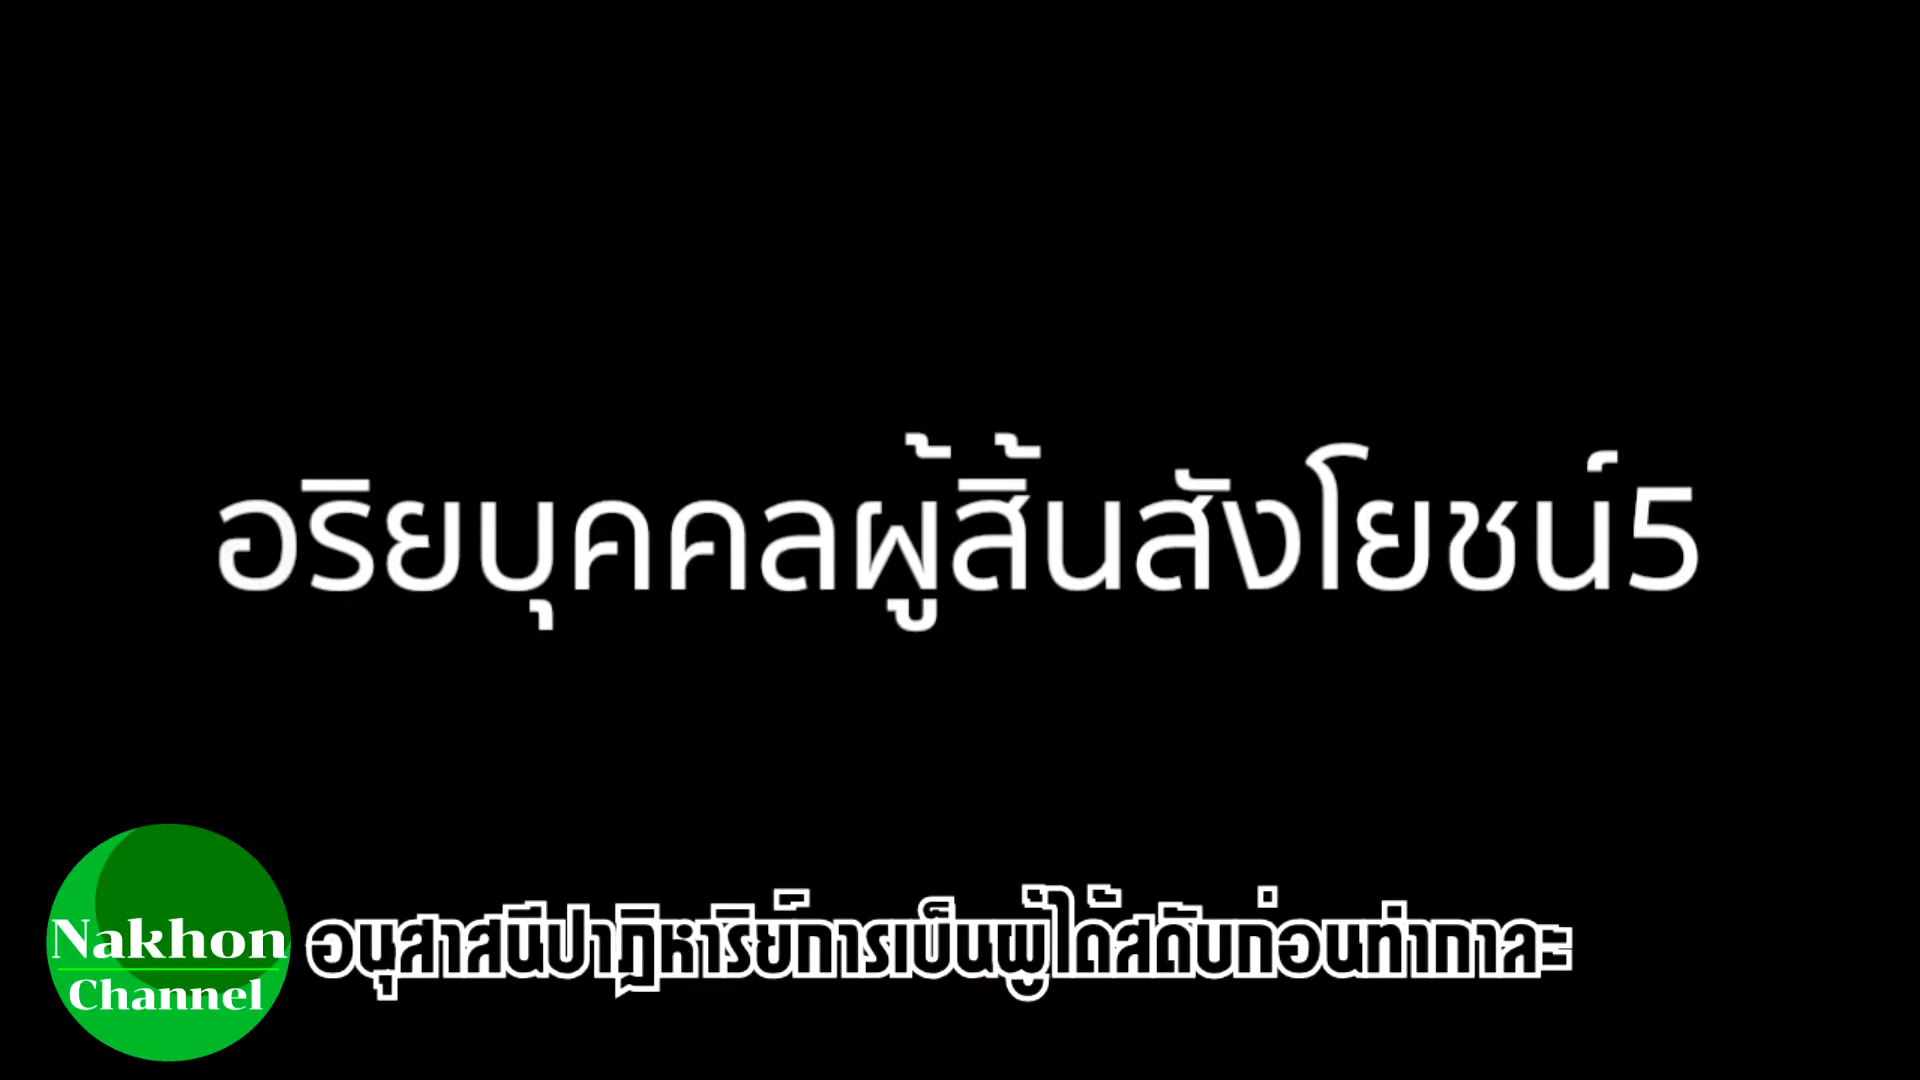 อริยบุคคลผู้สิ้นสังโยชน์5
Nakhon
Channel
อนุสาสนีปาฏิหาริย์การเป็นผู้ได้สดับก่อนทำกาละ